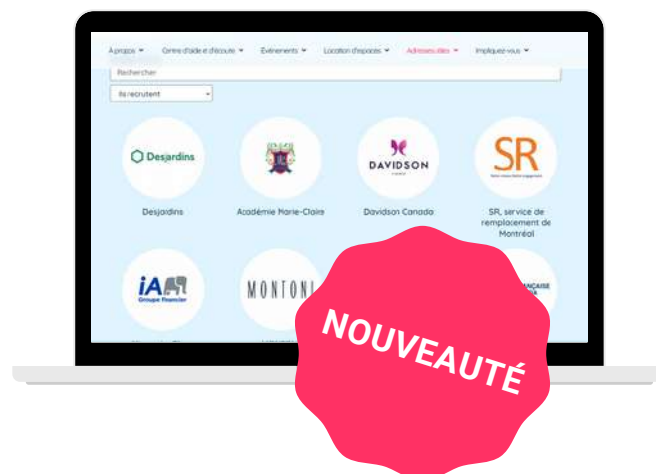 À propos Centre d'aide et d'écoute Événements Location d'espaces Adresses utiles Impliquez-vous
Rechercher
Ils recrutent
Desjardins
DAVIDSON
SR
Desjardins
Académie Marie-Claire
Davidson Canada
SR, service de
remplacement de
Montréal
iA
Groupe Financier
MONTONI
NOUVEAUTÉ